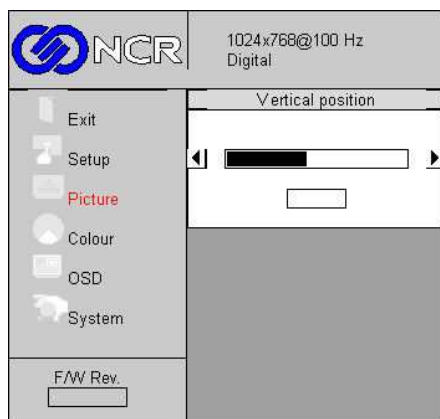 NCR
1024x768@100 Hz
Digital
Exit
Setup
Picture
Colour
OSD
System
F/W Rev.
Vertical position